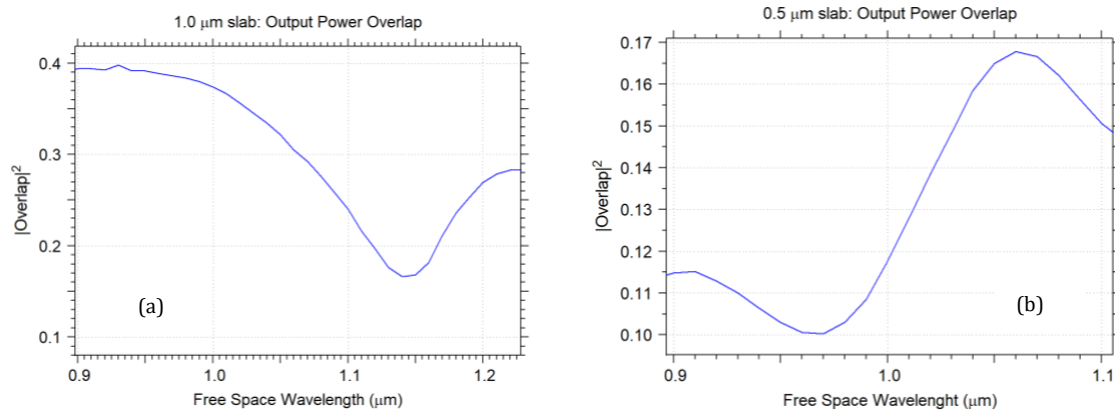 1.0 μm slab: Output Power Overlap
0.4
0.3
0.2
0.1
|Overlap|²
(a)
0.9 1.0 1.1 1.2
Free Space Wavelength (μm)
0.5 μm slab: Output Power Overlap
0.17
0.16
0.15
0.14
0.13
0.12
0.11
0.10
|Overlap|²
(b)
0.9 1.0 1.1
Free Space Wavelenght (μm)